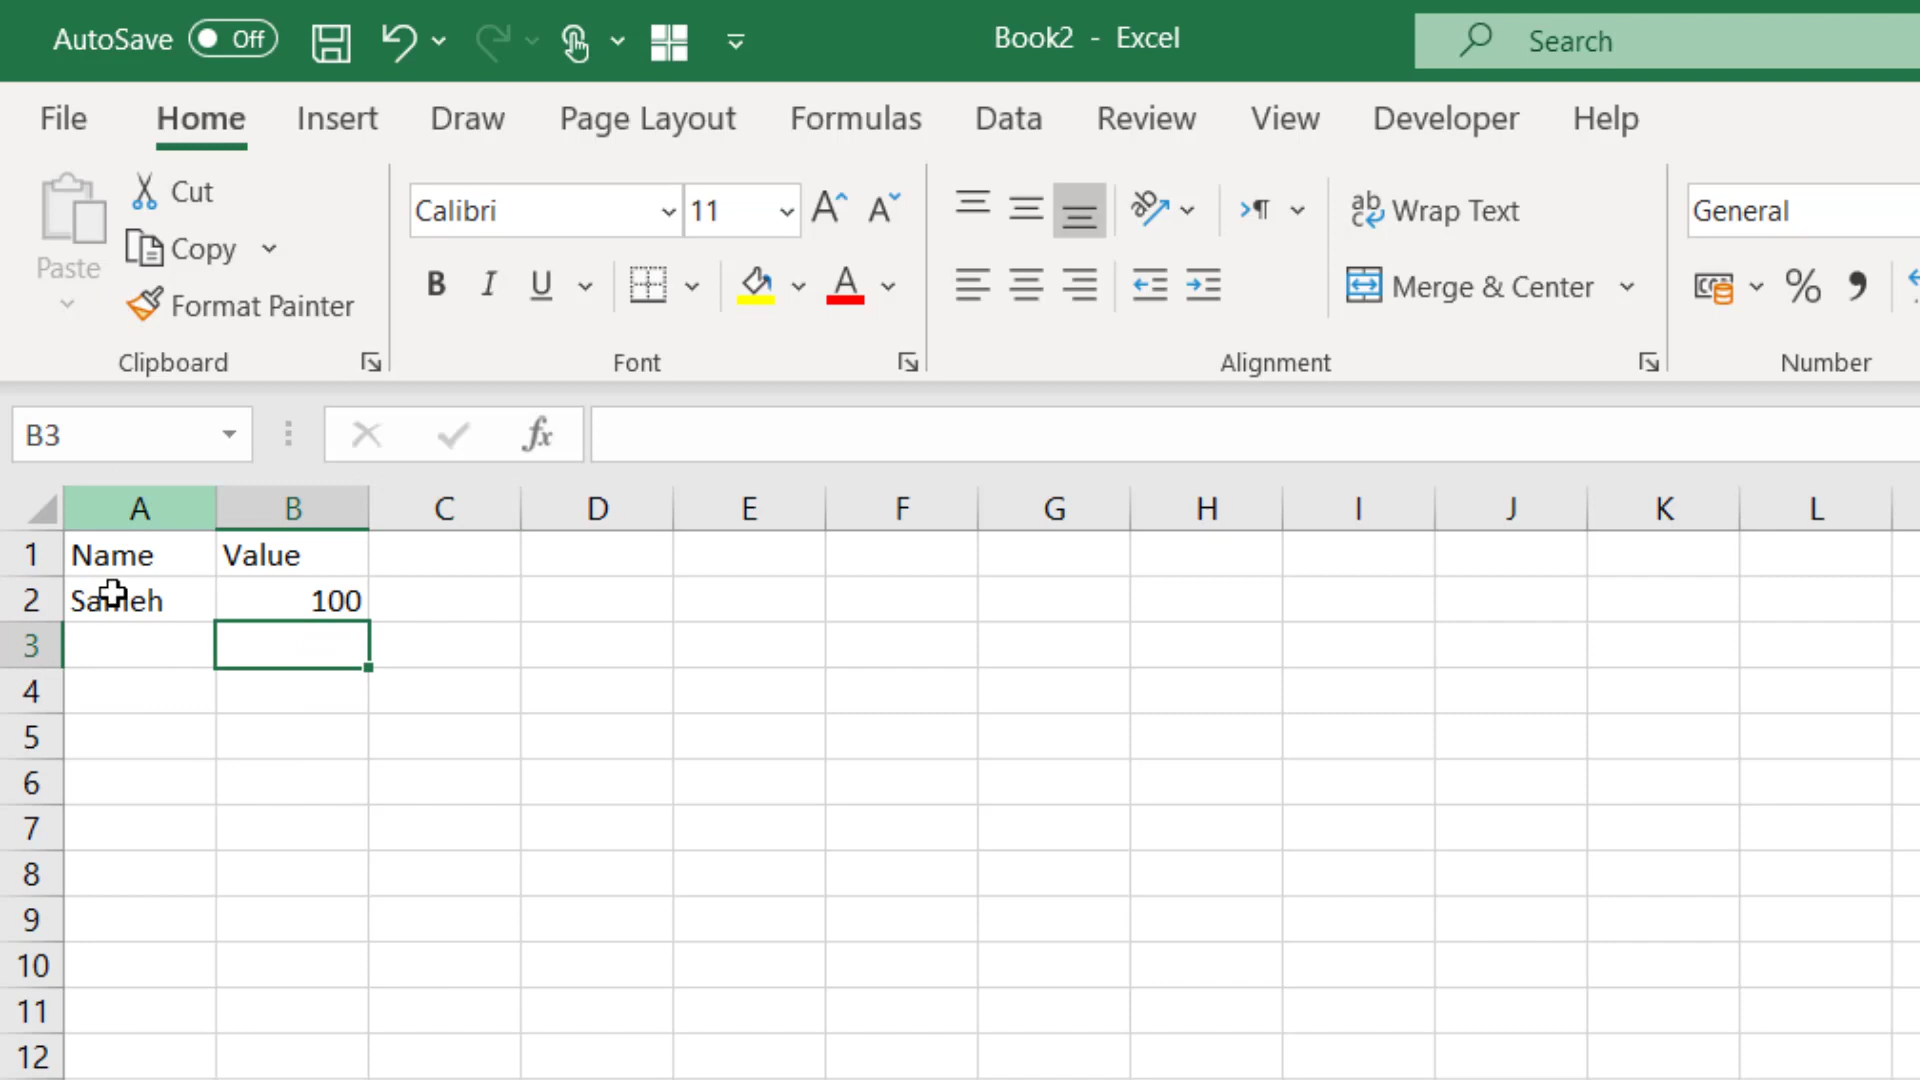 AutoSave Off Book2 - Excel Search
File Home Insert Draw Page Layout Formulas Data Review View Developer Help
Paste Cut Calibri 11 Wrap Text General
Copy
Format Painter B I U A Merge & Center % ,
Clipboard Font Alignment Number
B3 fx
A B C D E F G H I J K L
1 Name Value
2 100
3
4
5
6
7
8
9
10
11
12